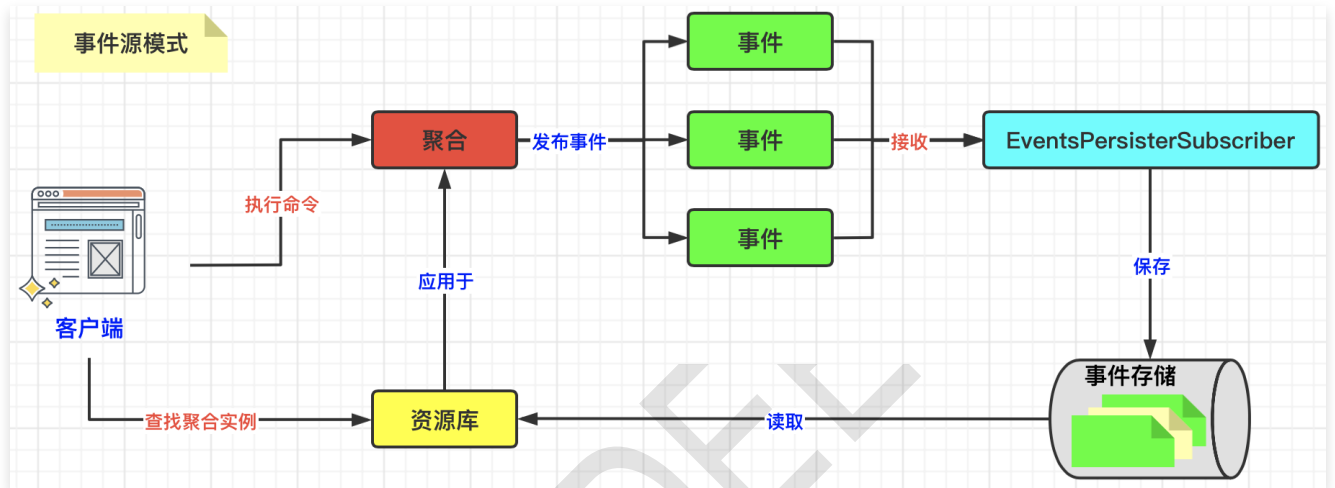 事件源模式
事件
聚合
发布事件
事件
接收
EventsPersisterSubscriber
执行命令
事件
应用于
保存
客户端
事件存储
查找聚合实例
资源库
读取